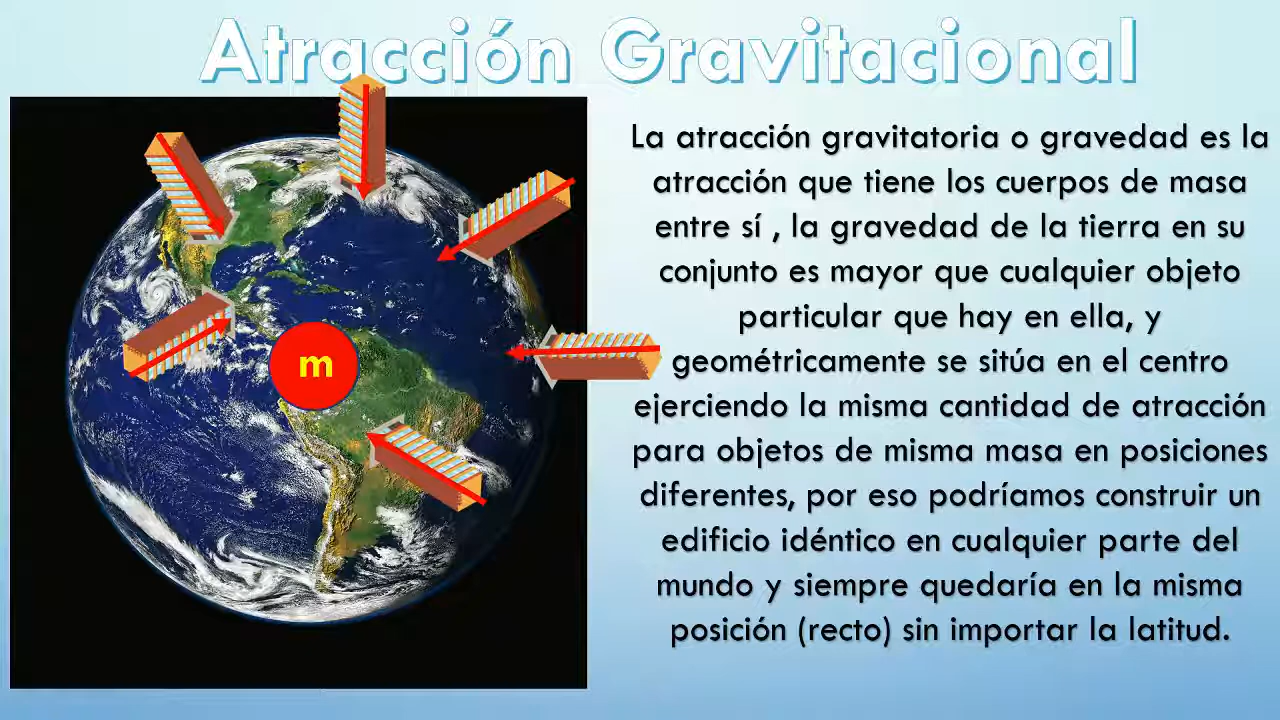 Atracción Gravitacional
La atracción gravitatoria o gravedad es la
atracción que tiene los cuerpos de masa
entre sí , la gravedad de la tierra en su
conjunto es mayor que cualquier objeto
particular que hay en ella, y
geométricamente se sitúa en el centro
ejerciendo la misma cantidad de atracción
para objetos de misma masa en posiciones
diferentes, por eso podríamos construir un
edificio idéntico en cualquier parte del
mundo y siempre quedaría en la misma
posición (recto) sin importar la latitud.
m